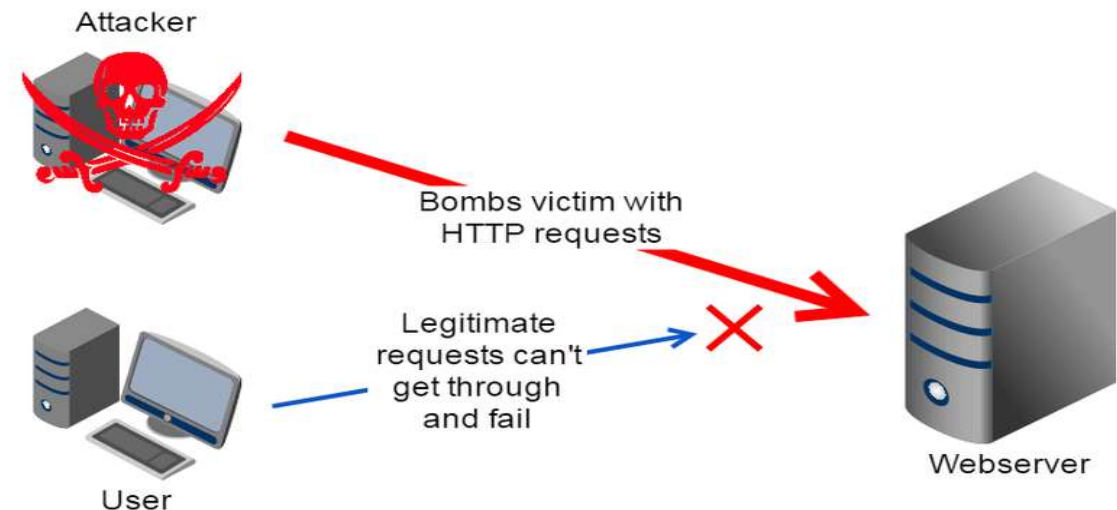 Attacker
Bombs victim with
HTTP requests
Legitimate
requests can't
get through
and fail
Webserver
User